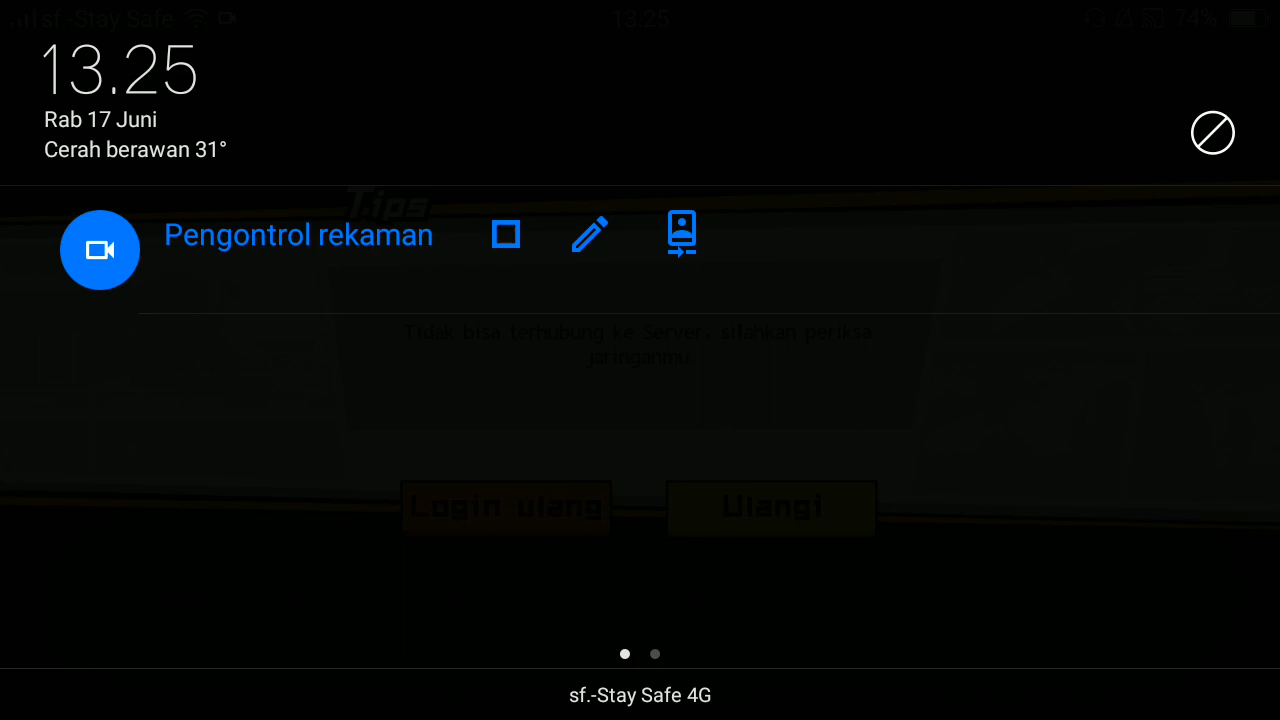 sf.-Stay Safe 13.25 74%
13.25
Rab 17 Juni
Cerah berawan 31°
Tips
Pengontrol rekaman
Tidak bisa terhubung ke Server, silahkan periksa
jaringanmu.
Login ulang Ulangi
sf.-Stay Safe 4G